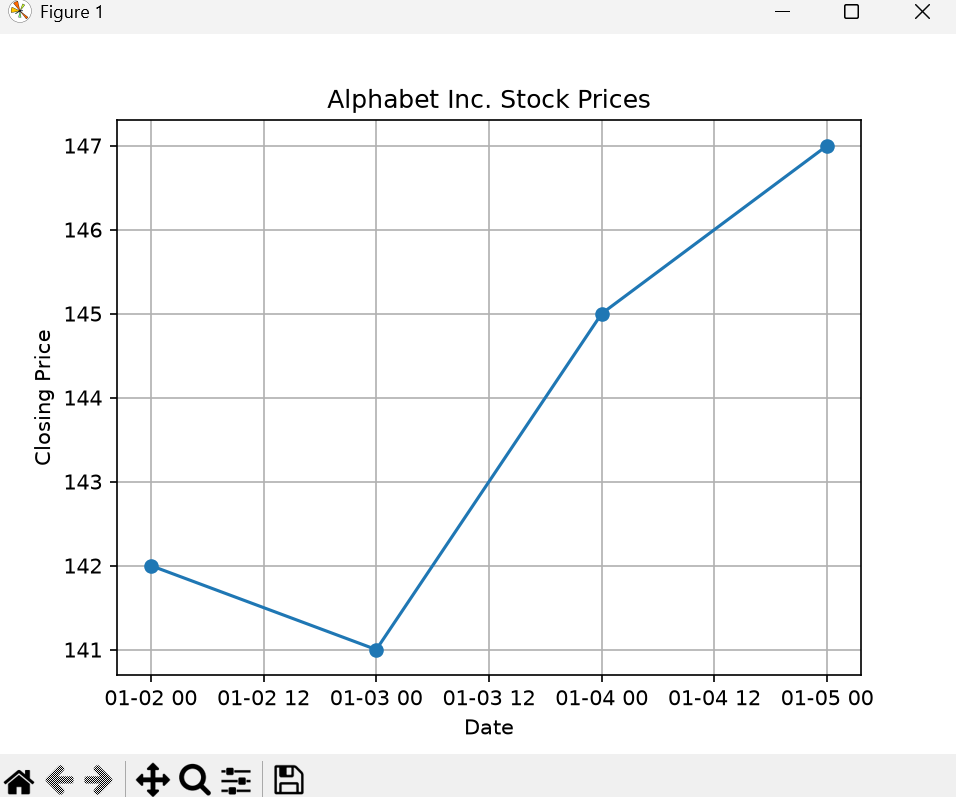 Figure 1
Alphabet Inc. Stock Prices
147
146
145
144
143
142
141
Closing Price
01-02 00 01-02 12 01-03 00 01-03 12 01-04 00 01-04 12 01-05 00
Date